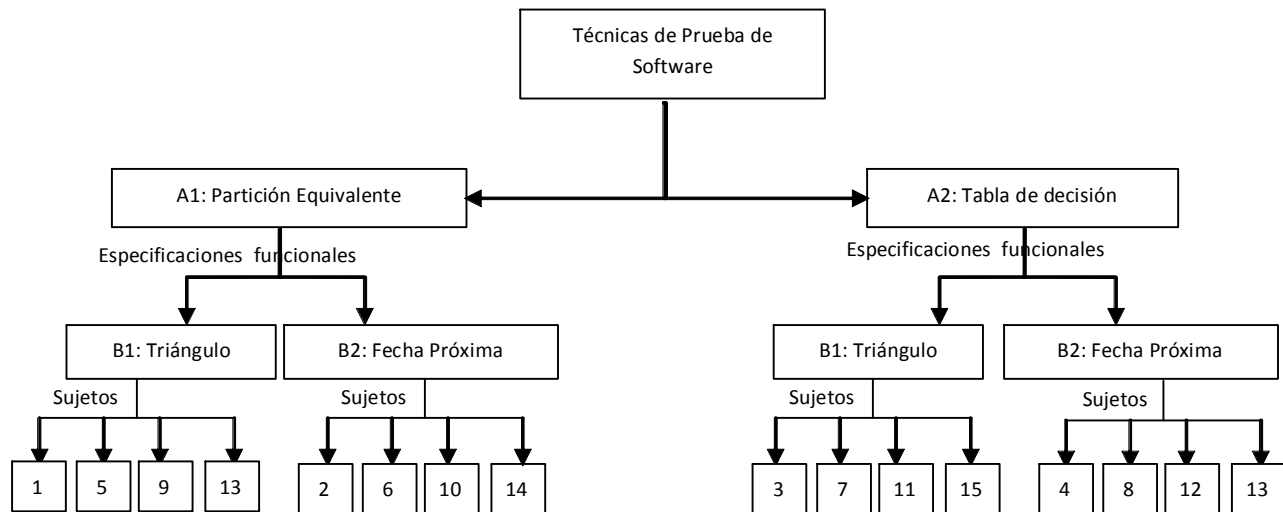 Técnicas de Prueba de
Software
A1: Partición Equivalente
A2: Tabla de decisión
Especificaciones funcionales
Especificaciones funcionales
B1: Triángulo
B2: Fecha Próxima
B1: Triángulo
B2: Fecha Próxima
Sujetos
Sujetos
Sujetos
Sujetos
1
5
9
13
2
6
10
14
3
7
11
15
4
8
12
13